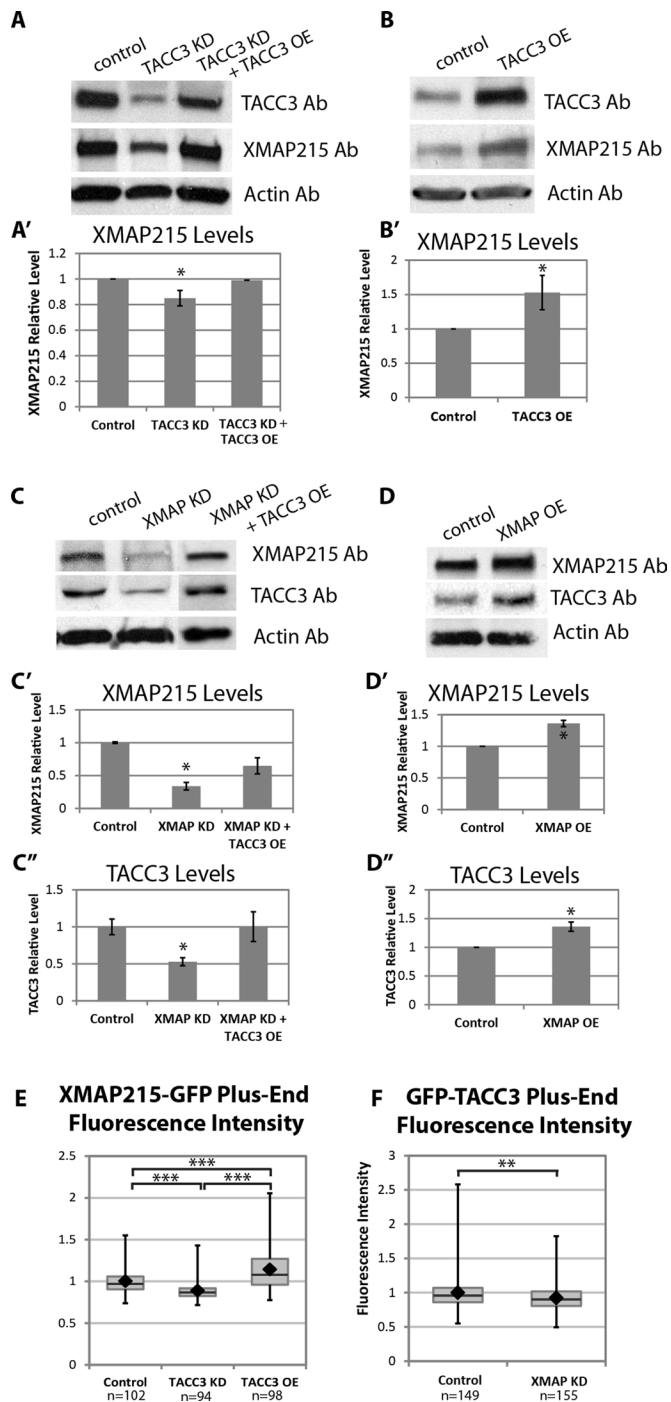 A
control
TACC3 KD
TACC3 KD
+ TACC3 OE
TACC3 Ab
XMAP215 Ab
Actin Ab
B
control
TACC3 OE
TACC3 Ab
XMAP215 Ab
Actin Ab
A'
XMAP215 Levels
XMAP215 Relative Level
1.2
1
0.8
0.6
0.4
0.2
0
*
Control
TACC3 KD
TACC3 KD +
TACC3 OE
B'
XMAP215 Levels
XMAP215 Relative Level
2
1.5
1
0.5
0
*
Control
TACC3 OE
C
control
XMAP KD
XMAP KD
+ TACC3 OE
XMAP215 Ab
TACC3 Ab
Actin Ab
D
control
XMAP OE
XMAP215 Ab
TACC3 Ab
Actin Ab
C'
XMAP215 Levels
XMAP215 Relative Level
1.5
1
0.5
0
*
Control
XMAP KD
XMAP KD +
TACC3 OE
D'
XMAP215 Levels
XMAP215 Relative Level
1.5
1
0.5
0
*
Control
XMAP OE
C"
TACC3 Levels
TACC3 Relative Level
1.5
1
0.5
0
*
Control
XMAP KD
XMAP KD +
TACC3 OE
D"
TACC3 Levels
TACC3 Relative Level
2
1.5
1
0.5
0
*
Control
XMAP OE
E
XMAP215-GFP Plus-End
Fluorescence Intensity
2.5
2
1.5
1
0.5
0
***
***
***
Control
n=102
TACC3 KD
n=94
TACC3 OE
n=98
F
GFP-TACC3 Plus-End
Fluorescence Intensity
Fluorescence Intensity
3
2.5
2
1.5
1
0.5
0
**
Control
n=149
XMAP KD
n=155